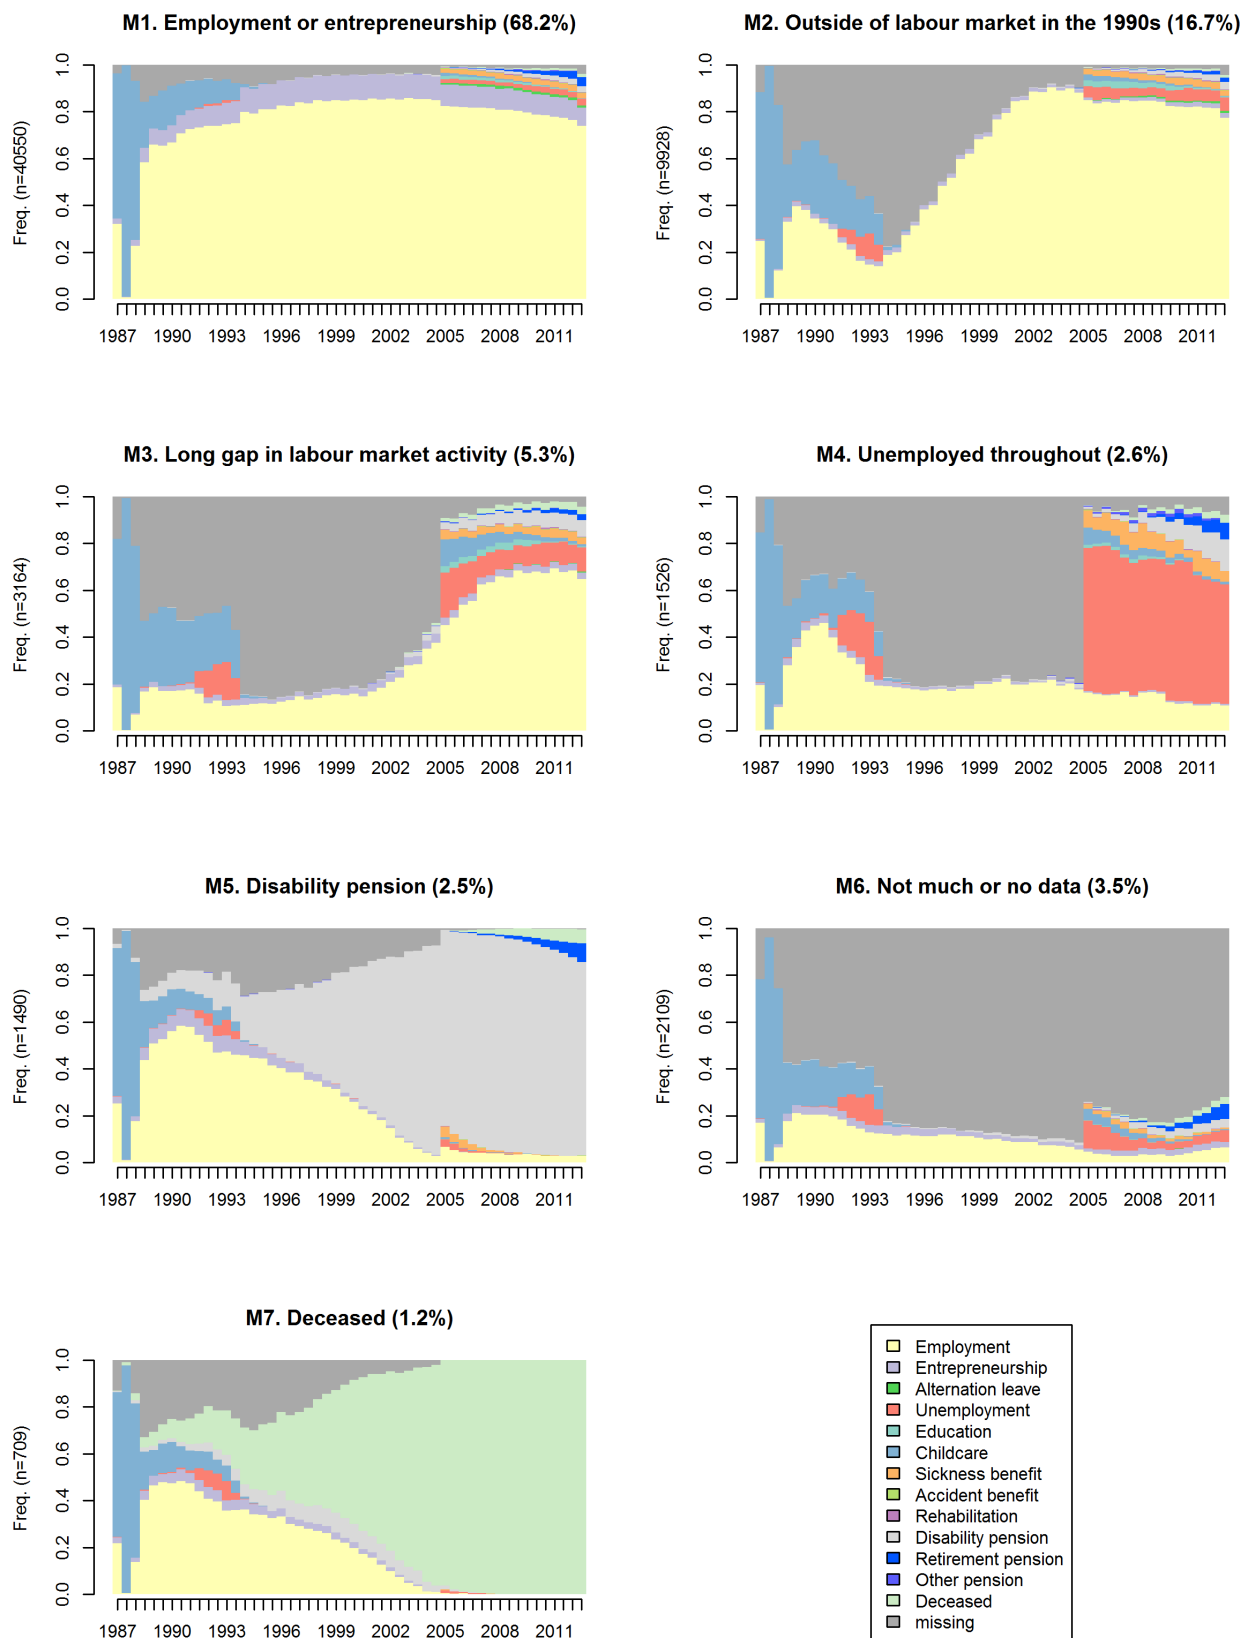 M1. Employment or entrepreneurship (68.2%)
Freq. (n=40550)
0.0 0.2 0.4 0.6 0.8 1.0
1987 1990 1993 1996 1999 2002 2005 2008 2011
M2. Outside of labour market in the 1990s (16.7%)
Freq. (n=9928)
0.0 0.2 0.4 0.6 0.8 1.0
1987 1990 1993 1996 1999 2002 2005 2008 2011
M3. Long gap in labour market activity (5.3%)
Freq. (n=3164)
0.0 0.2 0.4 0.6 0.8 1.0
1987 1990 1993 1996 1999 2002 2005 2008 2011
M4. Unemployed throughout (2.6%)
Freq. (n=1526)
0.0 0.2 0.4 0.6 0.8 1.0
1987 1990 1993 1996 1999 2002 2005 2008 2011
M5. Disability pension (2.5%)
Freq. (n=1490)
0.0 0.2 0.4 0.6 0.8 1.0
1987 1990 1993 1996 1999 2002 2005 2008 2011
M6. Not much or no data (3.5%)
Freq. (n=2109)
0.0 0.2 0.4 0.6 0.8 1.0
1987 1990 1993 1996 1999 2002 2005 2008 2011
M7. Deceased (1.2%)
Freq. (n=709)
0.0 0.2 0.4 0.6 0.8 1.0
1987 1990 1993 1996 1999 2002 2005 2008 2011
Employment
Entrepreneurship
Alternation leave
Unemployment
Education
Childcare
Sickness benefit
Accident benefit
Rehabilitation
Disability pension
Retirement pension
Other pension
Deceased
missing